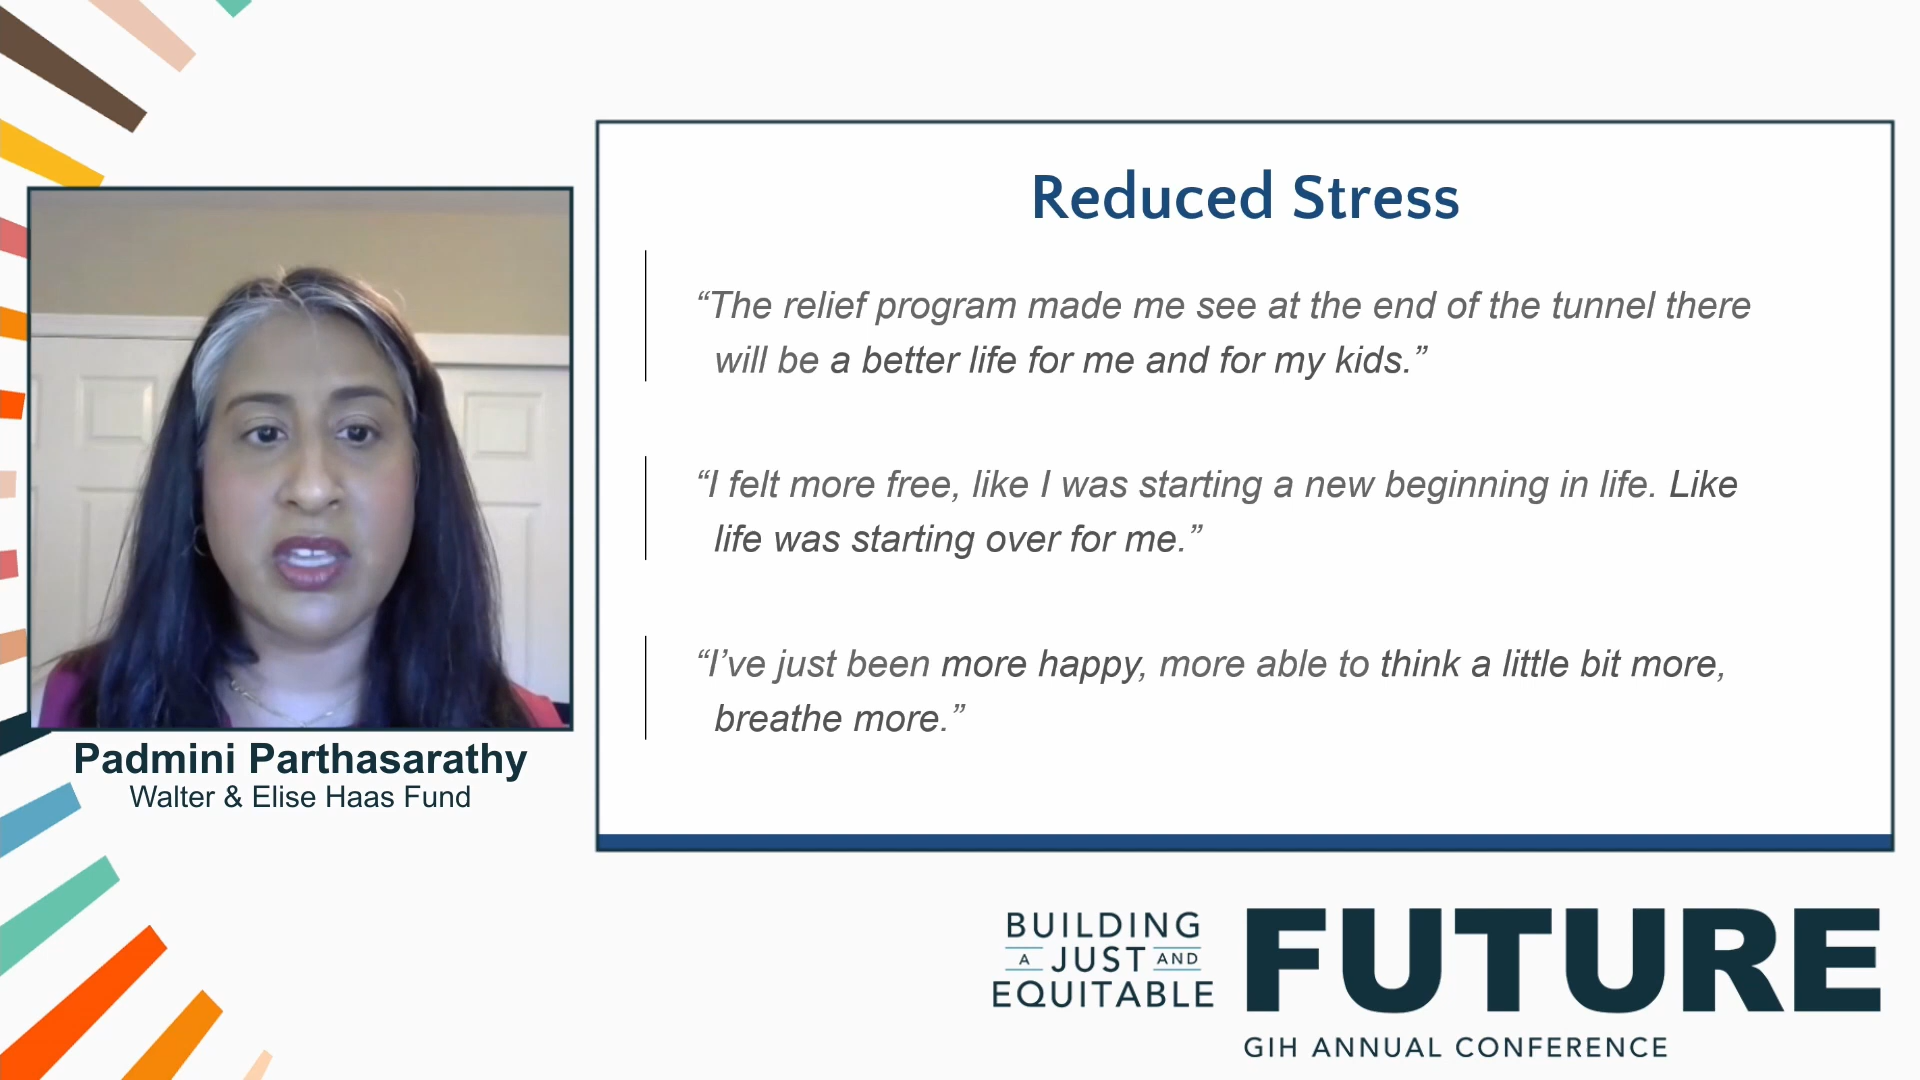 Reduced Stress
“The relief program made me see at the end of the tunnel there
will be a better life for me and for my kids.”
“I felt more free, like I was starting a new beginning in life. Like
life was starting over for me.”
“I’ve just been more happy, more able to think a little bit more,
breathe more.”
Padmini Parthasarathy
Walter & Elise Haas Fund
BUILDING
A JUST AND
EQUITABLE
FUTURE
GIH ANNUAL CONFERENCE